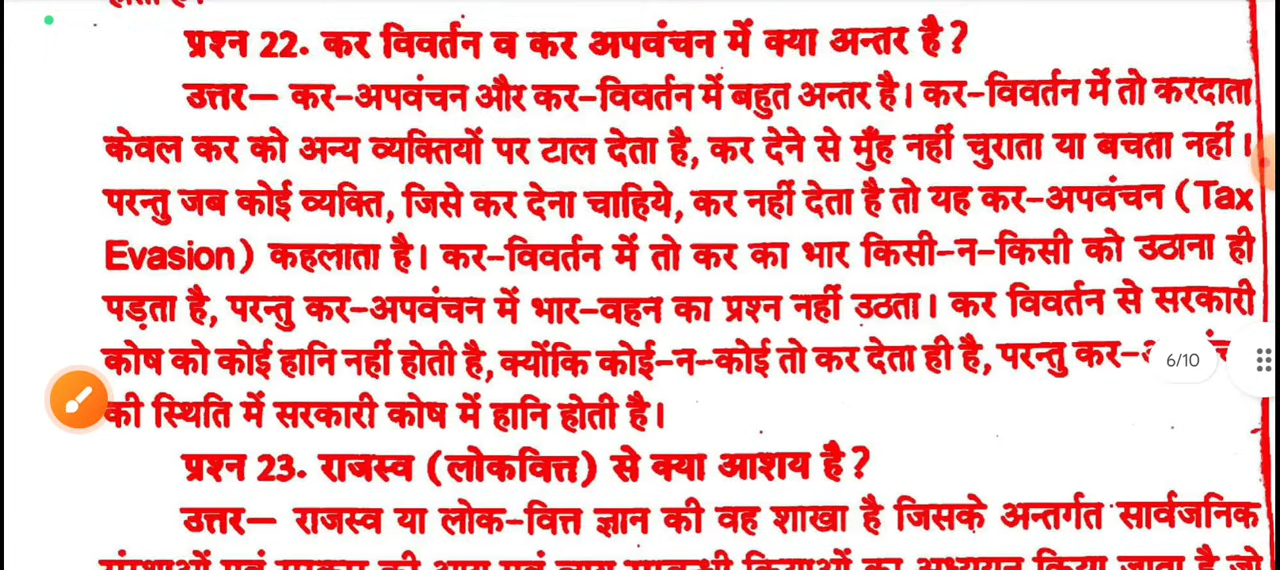 प्रश्न 22. कर विवर्तन व कर अपवंचन में क्या अन्तर है?
उत्तर— कर-अपवंचन और कर-विवर्तन में बहुत अन्तर है। कर-विवर्तन में तो करदाता
केवल कर को अन्य व्यक्तियों पर टाल देता है, कर देने से मुँह नहीं चुराता या बचता नहीं।
परन्तु जब कोई व्यक्ति, जिसे कर देना चाहिये, कर नहीं देता है तो यह कर-अपवंचन (Tax
Evasion) कहलाता है। कर-विवर्तन में तो कर का भार किसी-न-किसी को उठाना ही
पड़ता है, परन्तु कर-अपवंचन में भार-वहन का प्रश्न नहीं उठता। कर विवर्तन से सरकारी
कोष को कोई हानि नहीं होती है, क्योंकि कोई-न-कोई तो कर देता ही है, परन्तु कर-
6/10
की स्थिति में सरकारी कोष में हानि होती है।
प्रश्न 23. राजस्व (लोकवित्त) से क्या आशय है?
उत्तर— राजस्व या लोक-वित्त ज्ञान की वह शाखा है जिसके अन्तर्गत सार्वजनिक